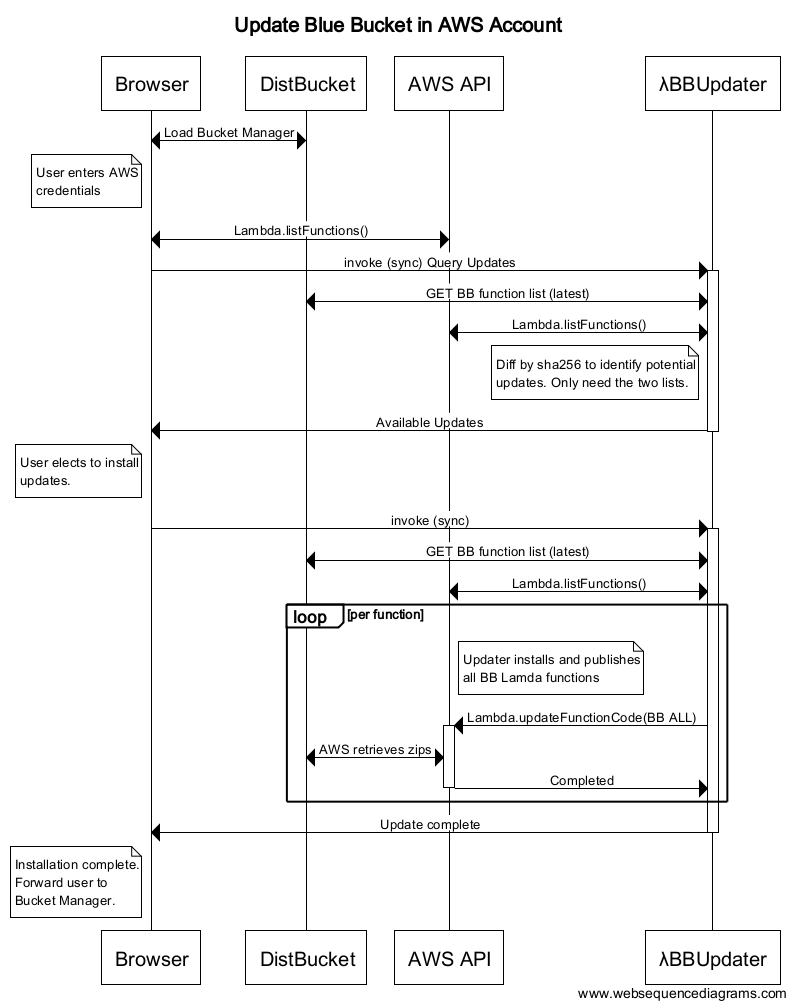 Update Blue Bucket in AWS Account
Browser
DistBucket
AWS API
λBBUpdater
Load Bucket Manager
User enters AWS
credentials
Lambda.listFunctions()
invoke (sync) Query Updates
GET BB function list (latest)
Lambda.listFunctions()
Diff by sha256 to identify potential
updates. Only need the two lists.
Available Updates
User elects to install
updates.
invoke (sync)
GET BB function list (latest)
Lambda.listFunctions()
loop
[per function]
Updater installs and publishes
all BB Lamda functions
Lambda.updateFunctionCode(BB ALL)
AWS retrieves zips
Completed
Update complete
Installation complete.
Forward user to
Bucket Manager.
Browser
DistBucket
AWS API
λBBUpdater
www.websequencediagrams.com